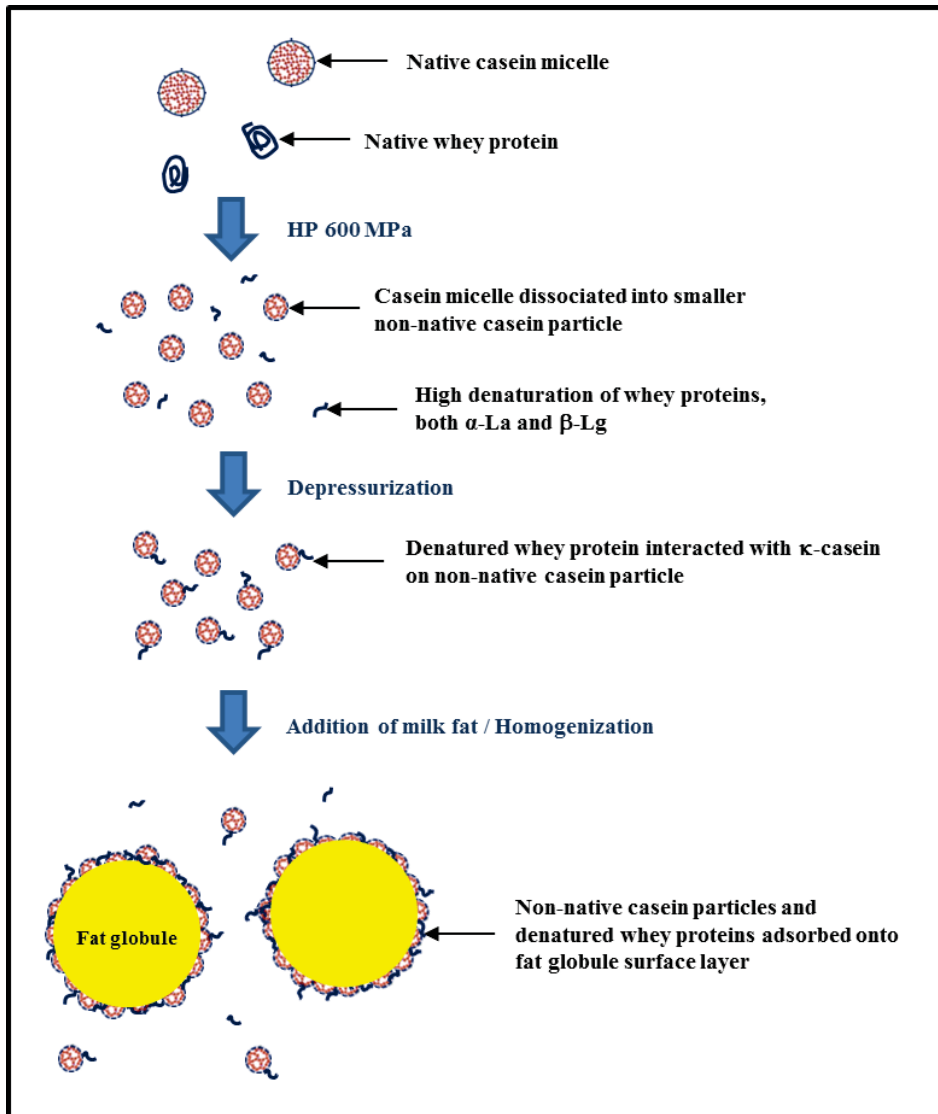 Native casein micelle
Native whey protein
HP 600 MPa
Casein micelle dissociated into smaller
non-native casein particle
High denaturation of whey proteins,
both α-La and β-Lg
Depressurization
Denatured whey protein interacted with κ-casein
on non-native casein particle
Addition of milk fat / Homogenization
Fat globule
Non-native casein particles and
denatured whey proteins adsorbed onto
fat globule surface layer